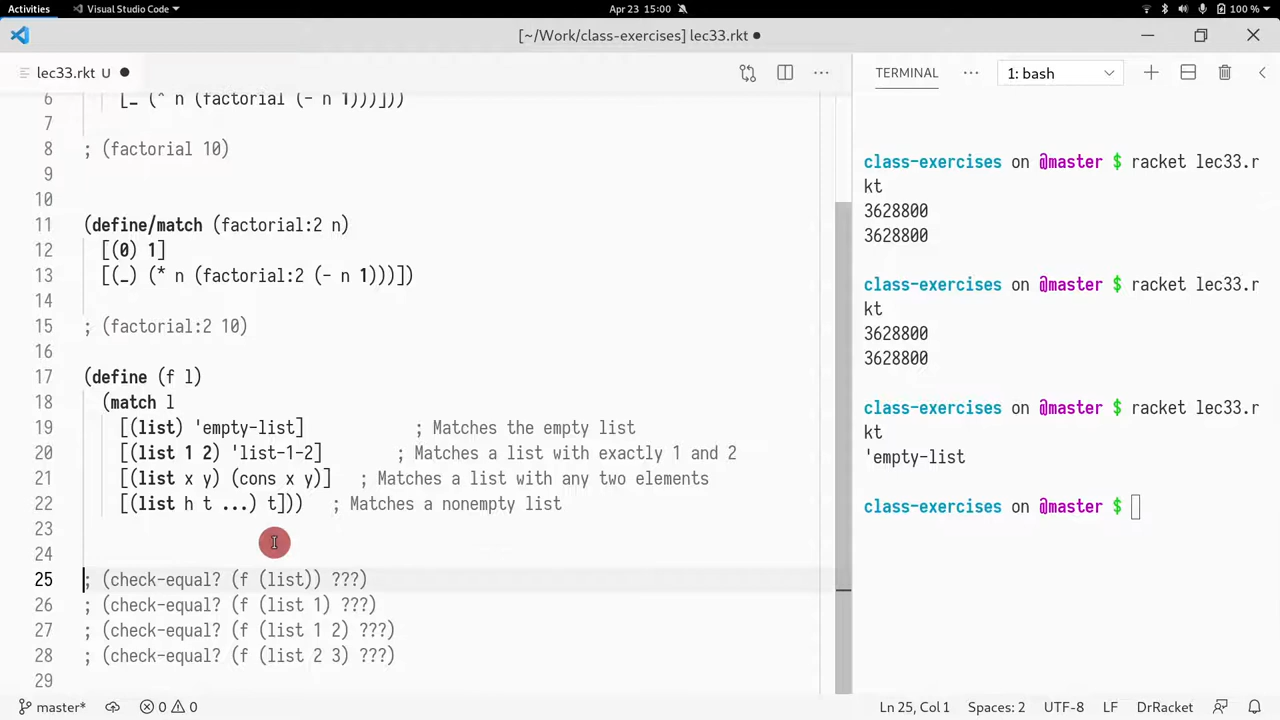 Activities
Visual Studio Code
Apr 23 15:00
100 %
[~/Work/class-exercises] lec33.rkt ●
lec33.rkt U ●
6 [_ (* n (factorial (- n 1)))]))
7
8 ; (factorial 10)
9
10
11 (define/match (factorial:2 n)
12 [(0) 1]
13 [(_) (* n (factorial:2 (- n 1)))])
14
15 ; (factorial:2 10)
16
17 (define (f l)
18 (match l
19 [(list) 'empty-list] ; Matches the empty list
20 [(list 1 2) 'list-1-2] ; Matches a list with exactly 1 and 2
21 [(list x y) (cons x y)] ; Matches a list with any two elements
22 [(list h t ...) t])) ; Matches a nonempty list
23
24
25 ; (check-equal? (f (list)) ???)
26 ; (check-equal? (f (list 1) ???)
27 ; (check-equal? (f (list 1 2) ???)
28 ; (check-equal? (f (list 2 3) ???)
29
TERMINAL
1: bash
class-exercises on @master $ racket lec33.r
kt
3628800
3628800
class-exercises on @master $ racket lec33.r
kt
3628800
3628800
class-exercises on @master $ racket lec33.r
kt
'empty-list
class-exercises on @master $
master*
0
0
Ln 25, Col 1
Spaces: 2
UTF-8
LF
DrRacket